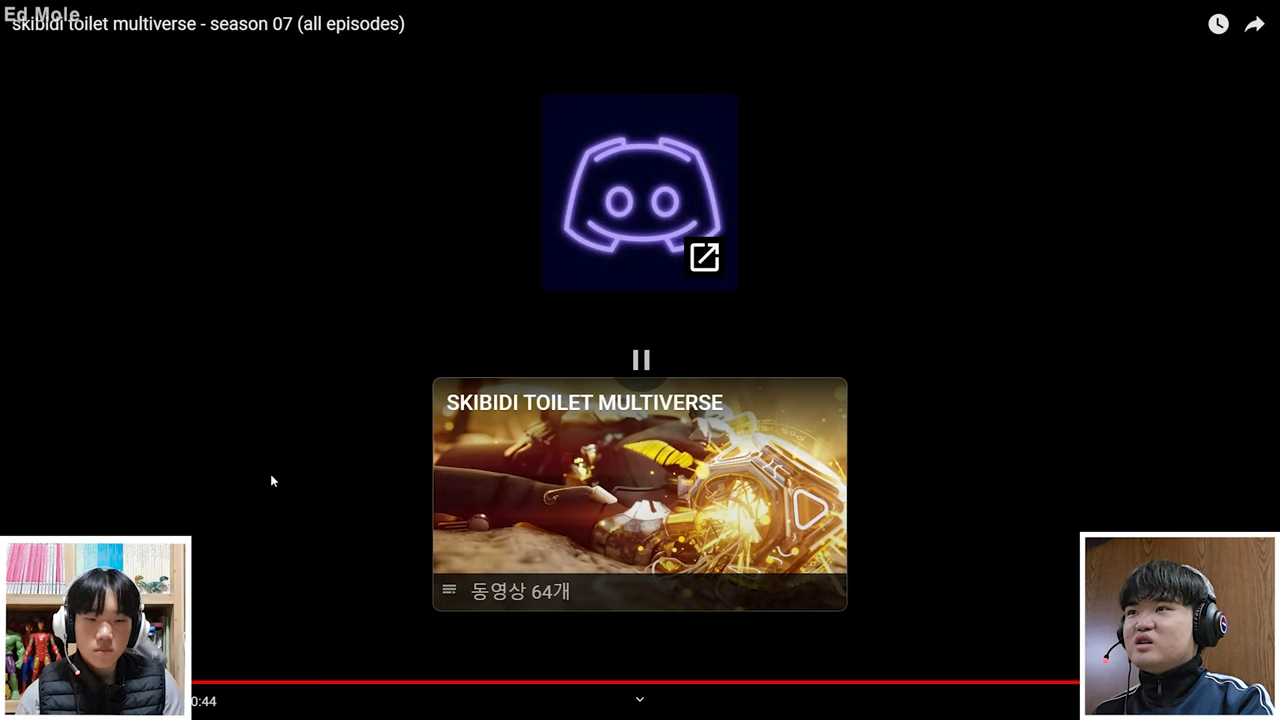 Ed Mole
skibidi toilet multiverse - season 07 (all episodes)
SKIBIDI TOILET MULTIVERSE
동영상 64개
0:44